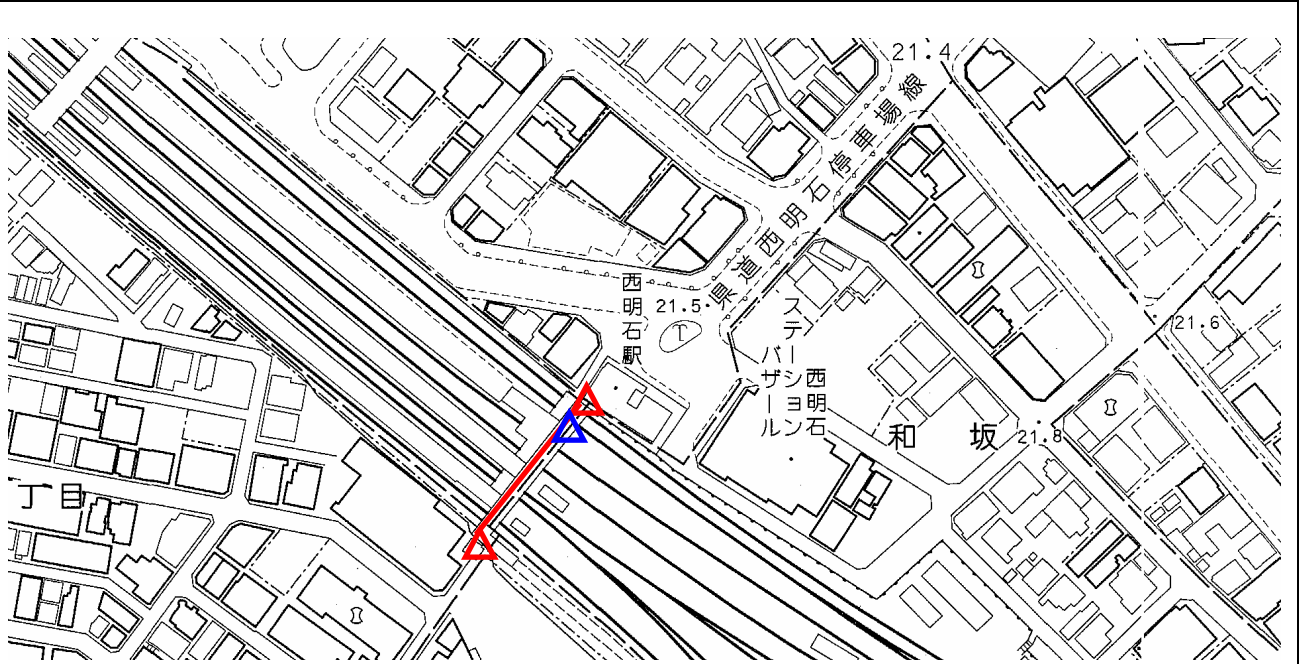 21.4
県道西明石停車場線
西明石駅
21.5
西明石
ステーション
バザール
21.6
21.8
和坂
丁目